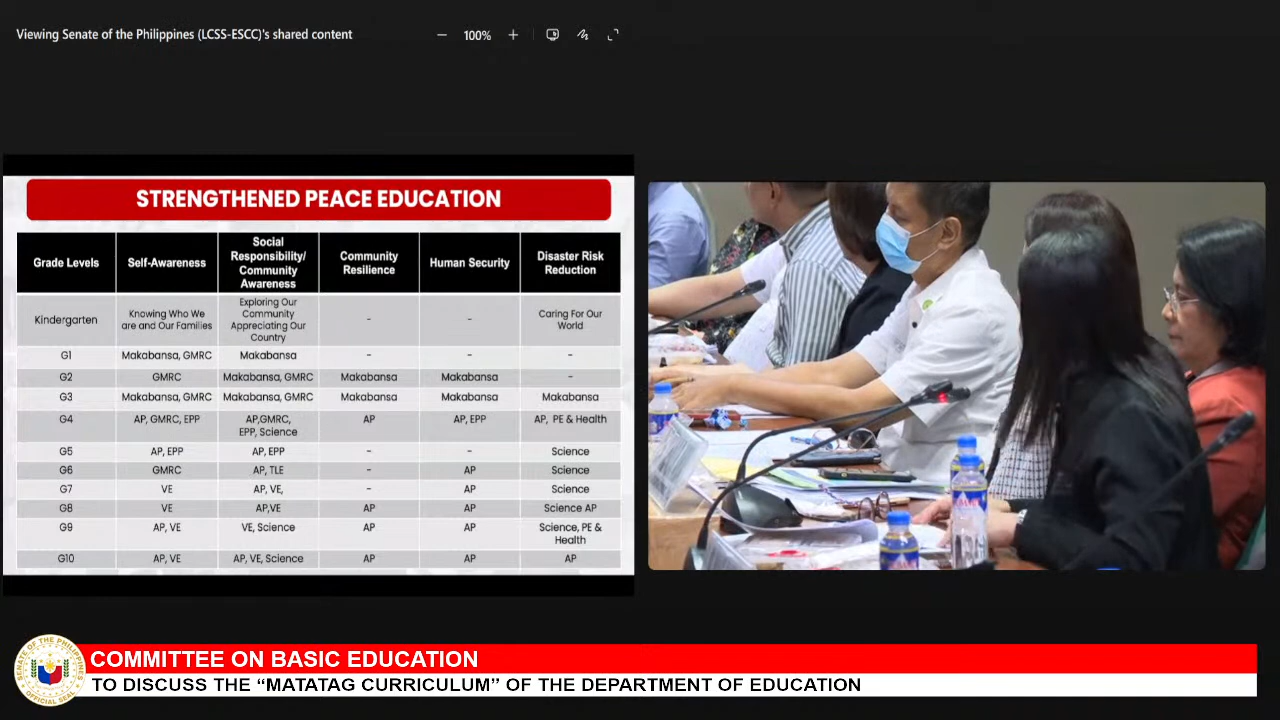 Viewing Senate of the Philippines (LCSS-ESCC)'s shared content
100%
STRENGTHENED PEACE EDUCATION
Grade Levels
Self-Awareness
Social
Responsibility/
Community
Awareness
Community
Resilience
Human Security
Disaster Risk
Reduction
Kindergarten
Knowing Who We
are and Our Families
Exploring Our
Community
Appreciating Our
Country
-
-
Caring For Our
World
G1
Makabansa, GMRC
Makabansa
-
-
-
G2
GMRC
Makabansa, GMRC
Makabansa
Makabansa
-
G3
Makabansa, GMRC
Makabansa, GMRC
Makabansa
Makabansa
Makabansa
G4
AP, GMRC, EPP
AP,GMRC,
EPP, Science
AP
AP, EPP
AP, PE & Health
G5
AP, EPP
AP, EPP
-
-
Science
G6
GMRC
AP, TLE
-
AP
Science
G7
VE
AP, VE,
-
AP
Science
G8
VE
AP,VE
AP
AP
Science AP
G9
AP, VE
VE, Science
AP
AP
Science, PE &
Health
G10
AP, VE
AP, VE, Science
AP
AP
AP
SENATE OF THE PHILIPPINES
OFFICIAL SEAL
COMMITTEE ON BASIC EDUCATION
TO DISCUSS THE “MATATAG CURRICULUM” OF THE DEPARTMENT OF EDUCATION